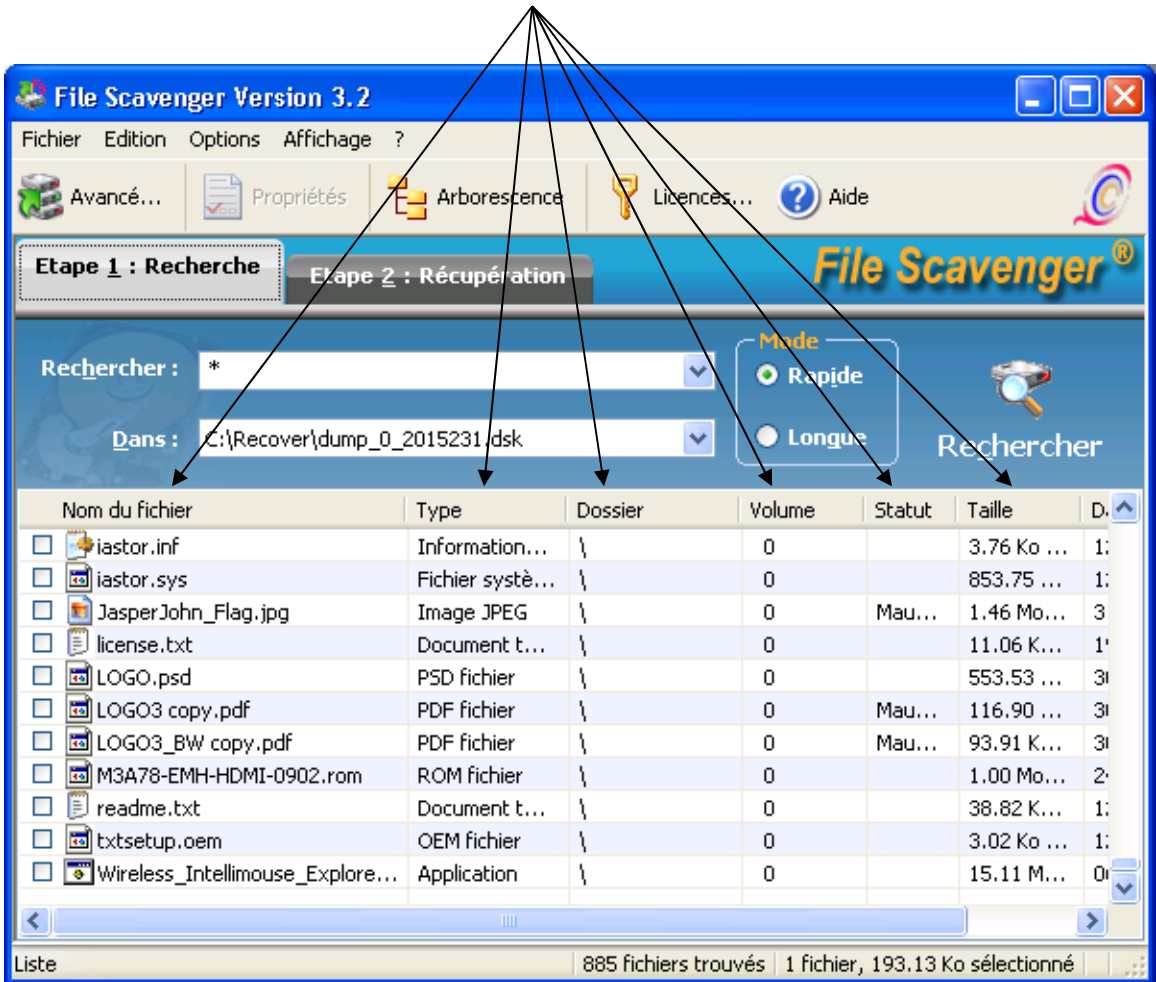 File Scavenger Version 3.2
Fichier Edition Options Affichage ?
Avancé... Propriétés Arborescence Licences... Aide
Etape 1 : Recherche Etape 2 : Récupération File Scavenger®
Mode
Rechercher : * Rapide
Dans : C:\Recover\dump_0_2015231.dsk Longue Rechercher
Nom du fichier Type Dossier Volume Statut Taille D.
iastor.inf Information... \ 0 3.76 Ko ...
iastor.sys Fichier systè... \ 0 853.75 ...
JasperJohn_Flag.jpg Image JPEG \ 0 Mau... 1.46 Mo... 3
license.txt Document t... \ 0 11.06 K...
LOGO.psd PSD fichier \ 0 553.53 ...
LOGO3 copy.pdf PDF fichier \ 0 Mau... 116.90 ...
LOGO3_BW copy.pdf PDF fichier \ 0 Mau... 93.91 K...
M3A78-EMH-HDMI-0902.rom ROM fichier \ 0 1.00 Mo...
readme.txt Document t... \ 0 38.82 K...
txtsetup.oem OEM fichier \ 0 3.02 Ko ...
Wireless_Intellimouse_Explore... Application \ 0 15.11 M...
Liste 885 fichiers trouvés 1 fichier, 193.13 Ko sélectionné